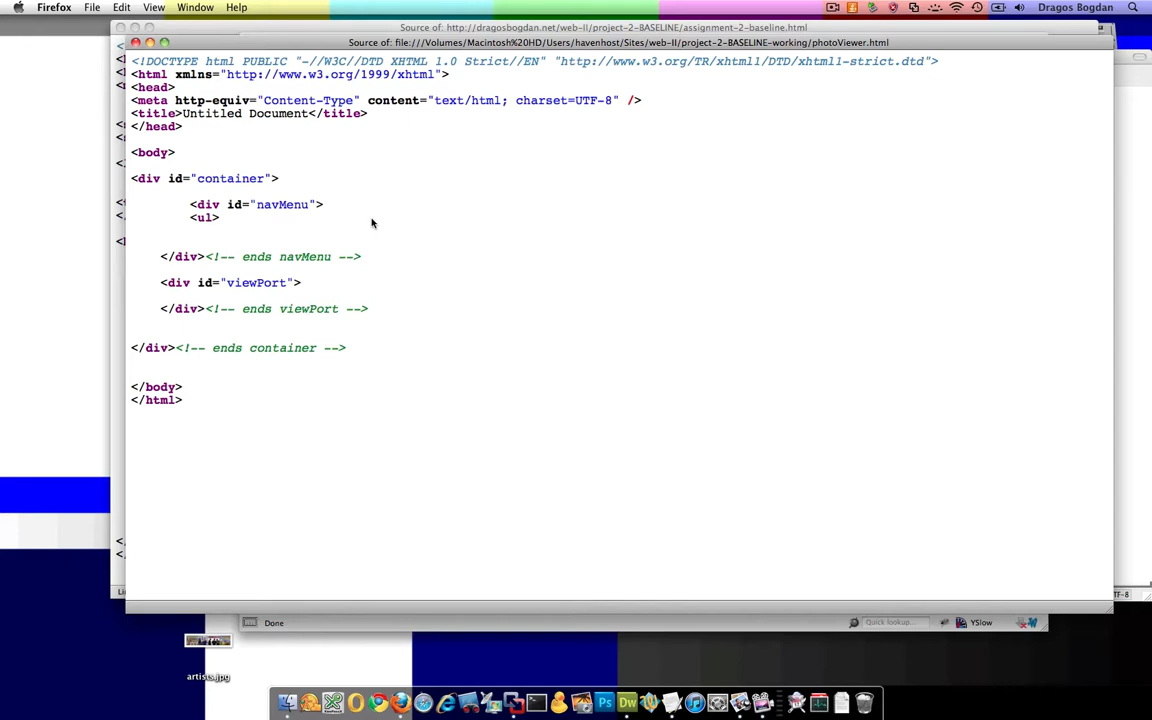 Firefox File Edit View Window Help Dragos Bogdan
Source of: http://dragosbogdan.net/web-II/project-2-BASELINE/assignment-2-baseline.html
Source of: file:///Volumes/Macintosh%20HD/Users/havenhost/Sites/web-II/project-2-BASELINE-working/photoViewer.html
<!DOCTYPE html PUBLIC "-//W3C//DTD XHTML 1.0 Strict//EN" "http://www.w3.org/TR/xhtml1/DTD/xhtml1-strict.dtd">
<html xmlns="http://www.w3.org/1999/xhtml">
<head>
<meta http-equiv="Content-Type" content="text/html; charset=UTF-8" />
<title>Untitled Document</title>
</head>
<body>
<div id="container">
<div id="navMenu">
<ul>
</div><!-- ends navMenu -->
<div id="viewPort">
</div><!-- ends viewPort -->
</div><!-- ends container -->
</body>
</html>
Done Quick lookup... YSlow
artists.jpg
Ps Dw